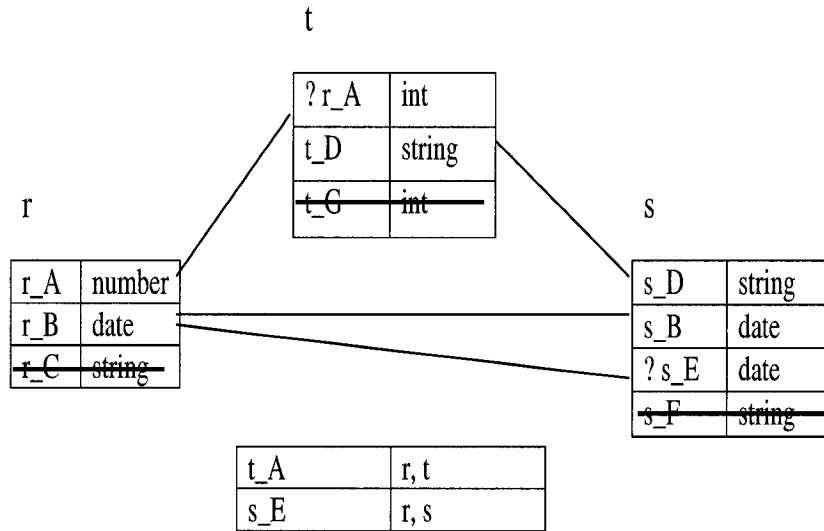 t
? r_A int
t_D string
t_G int
r
s
r_A number
r_B date
r_C string
s_D string
s_B date
? s_E date
s_F string
t_A r, t
s_E r, s